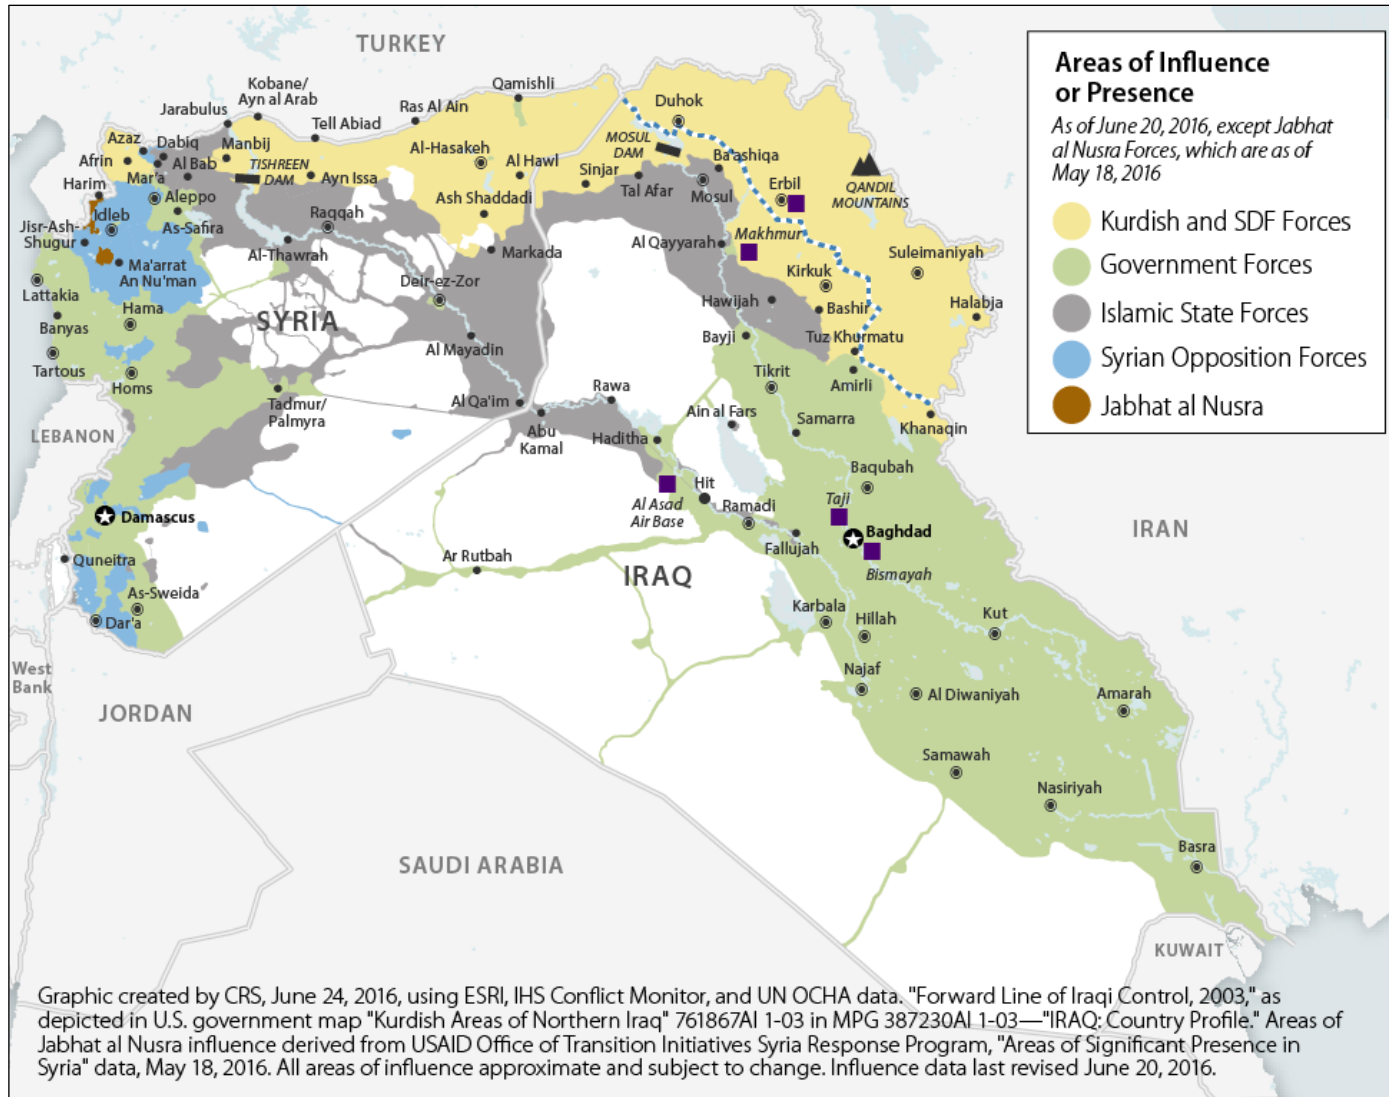 TURKEY
Kobane/
Ayn al Arab
Qamishli
Jarabulus
Ras Al Ain
Duhok
Tell Abiad
Azaz
Dabiq
Manbij
MOSUL
DAM
Al-Hasakeh
Ba'ashiqa
Afrin
Al Bab
TISHREEN
DAM
Al Hawl
Sinjar
Mar'a
Ayn Issa
Tal Afar
Erbil
QANDIL
MOUNTAINS
Harim
Aleppo
Ash Shaddadi
Mosul
Idleb
Raqqah
Jisr-Ash-
Shugur
As-Safira
Makhmur
Al-Thawrah
Markada
Al Qayyarah
Suleimaniyah
Ma'arrat
An Nu'man
Deir-ez-Zor
Kirkuk
Lattakia
Hama
Hawijah
Bashir
Halabja
SYRIA
Banyas
Bayji
Tuz Khurmatu
Al Mayadin
Tartous
Homs
Tikrit
Amirli
Tadmur/
Palmyra
Al Qa'im
Rawa
Ain al Fars
Samarra
Khanaqin
LEBANON
Abu
Kamal
Haditha
Baqubah
Hit
Al Asad
Air Base
Ramadi
Taji
Damascus
Baghdad
IRAN
Fallujah
Quneitra
Ar Rutbah
IRAQ
Bismayah
As-Sweida
Karbala
Hillah
Kut
Dar'a
West
Bank
Najaf
Al Diwaniyah
Amarah
JORDAN
Samawah
Nasiriyah
SAUDI ARABIA
Basra
KUWAIT
Areas of Influence
or Presence
As of June 20, 2016, except Jabhat
al Nusra Forces, which are as of
May 18, 2016
Kurdish and SDF Forces
Government Forces
Islamic State Forces
Syrian Opposition Forces
Jabhat al Nusra
Graphic created by CRS, June 24, 2016, using ESRI, IHS Conflict Monitor, and UN OCHA data. "Forward Line of Iraqi Control, 2003," as
depicted in U.S. government map "Kurdish Areas of Northern Iraq" 761867AI 1-03 in MPG 387230AI 1-03—"IRAQ: Country Profile." Areas of
Jabhat al Nusra influence derived from USAID Office of Transition Initiatives Syria Response Program, "Areas of Significant Presence in
Syria" data, May 18, 2016. All areas of influence approximate and subject to change. Influence data last revised June 20, 2016.